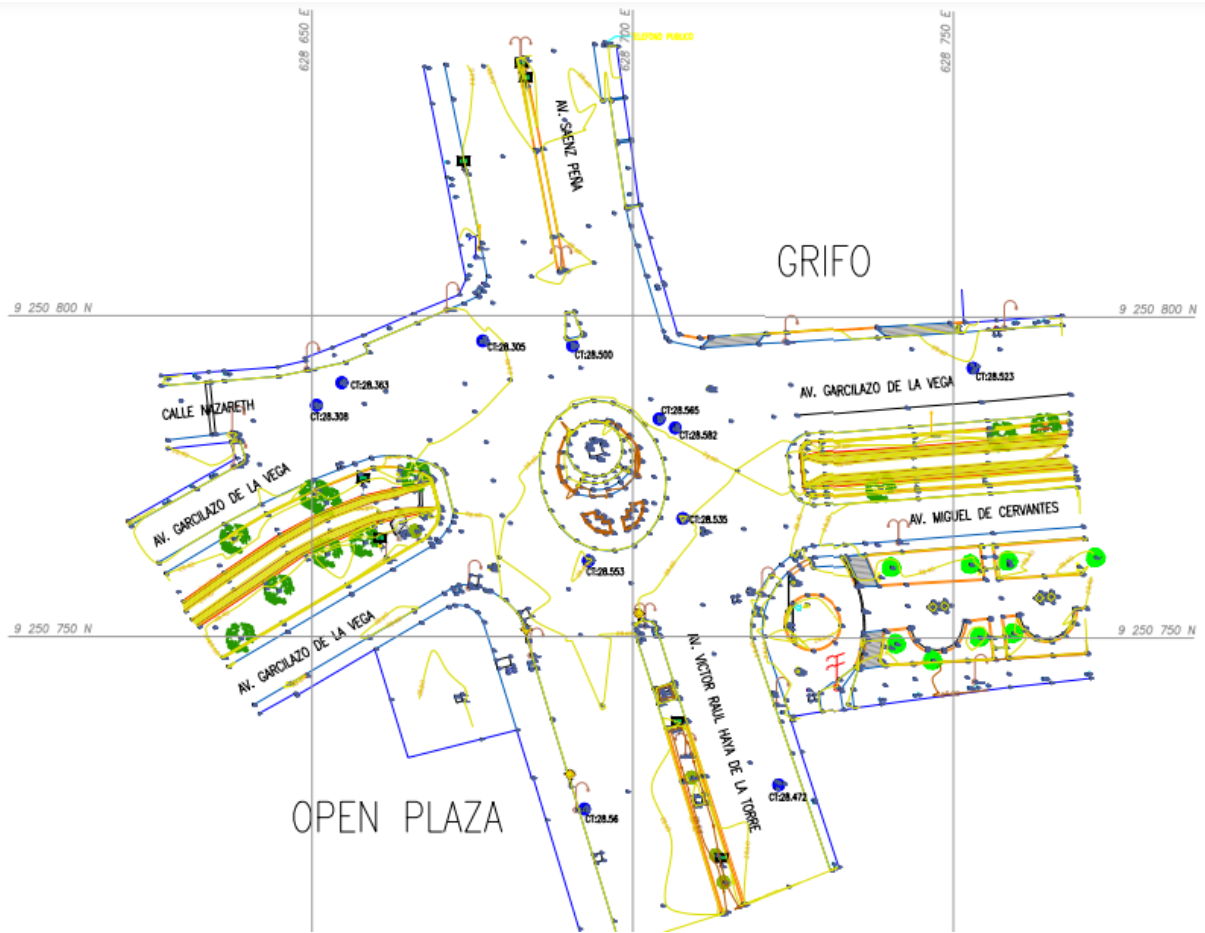 628 650 E
628 700 E
628 750 E
TELEFONO PUBLICO
AV. SAENZ PEÑA
GRIFO
9 250 800 N
9 250 800 N
CT:28.305
CT:28.500
CT:28.523
CT:28.363
AV. GARCILAZO DE LA VEGA
CALLE NAZARETH
CT:28.308
CT:28.565
CT:28.582
AV. GARCILAZO DE LA VEGA
CT:28.535
AV. MIGUEL DE CERVANTES
CT:28.553
9 250 750 N
9 250 750 N
AV. GARCILAZO DE LA VEGA
AV. VICTOR RAUL HAYA DE LA TORRE
CT:28.472
OPEN PLAZA
CT:28.56